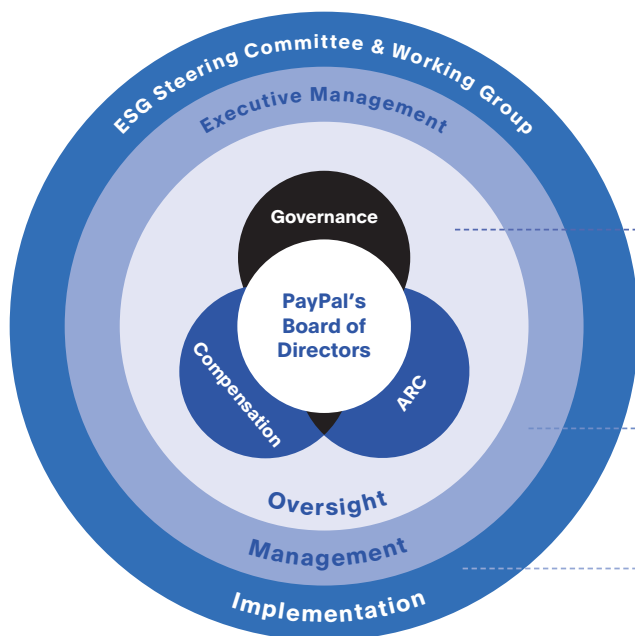 ESG Steering Committee & Working Group
Executive Management
Governance
PayPal's
Board of
Directors
Compensation
ARC
Oversight
Management
Implementation